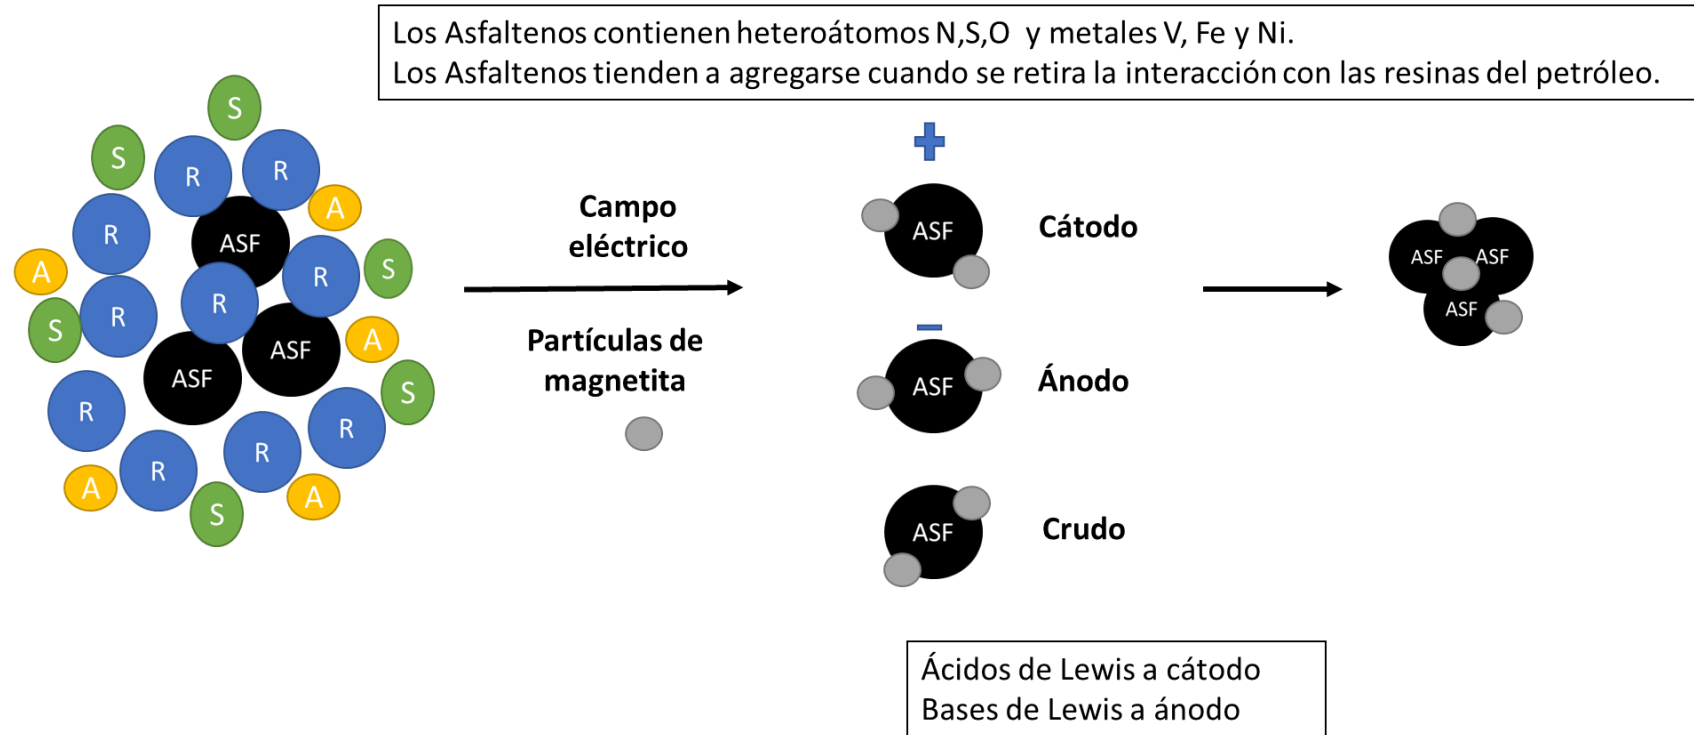 Los Asfaltenos contienen heteroátomos N,S,O y metales V, Fe y Ni.
Los Asfaltenos tienden a agregarse cuando se retira la interacción con las resinas del petróleo.
S
S
R
R
A
R
ASF
R
S
A
R
S
R
A
ASF
ASF
S
R
R
R
R
A
A
S
Campo
eléctrico
Partículas de
magnetita
+
ASF
Cátodo
−
ASF
Ánodo
ASF
Crudo
ASF
ASF
ASF
Ácidos de Lewis a cátodo
Bases de Lewis a ánodo